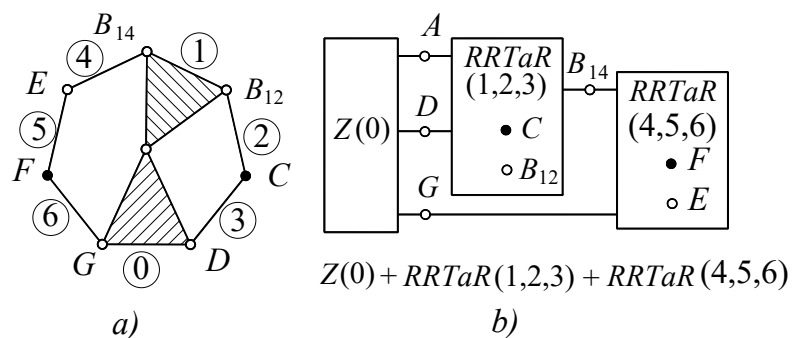 B₁₄
①
④
E
B₁₂
⑤
②
F
C
⑥
③
G
⓪
D
a)
A
Z(0)
RRTaR
(1,2,3)
C
B₁₂
D
G
B₁₄
RRTaR
(4,5,6)
F
E
Z(0) + RRTaR(1,2,3) + RRTaR(4,5,6)
b)